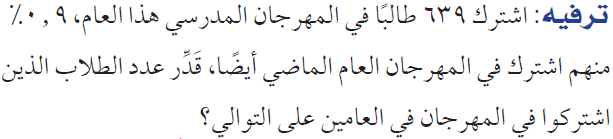 ترفيه: اشترك ٦٣٩ طالبًا في المهرجان المدرسي هذا العام، ٠,٩٪
منهم اشترك في المهرجان العام الماضي أيضًا، قَدِّر عدد الطلاب الذين
اشتركوا في المهرجان في العامين على التوالي؟